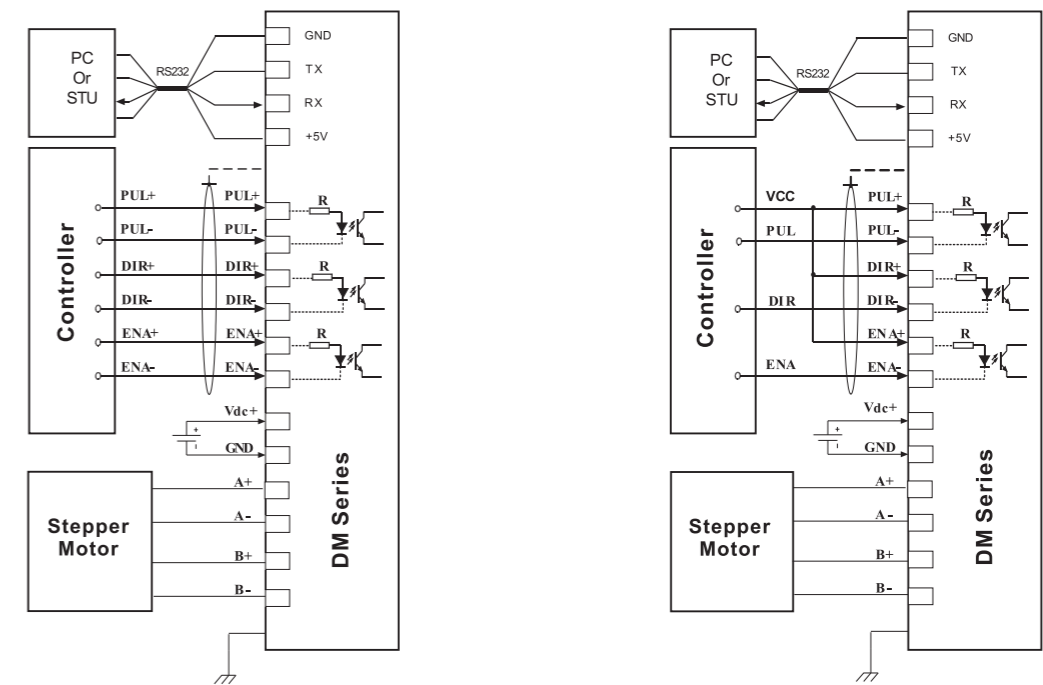 GND
PC
Or
STU
RS232
TX
RX
+5V
PUL+ PUL+ R
PUL- PUL-
DIR+ DIR+ R
DIR- DIR-
ENA+ ENA+ R
ENA- ENA-
Controller
Vdc+
+
-
GND
A+
A-
B+
B-
Stepper
Motor
DM Series
GND
PC
Or
STU
RS232
TX
RX
+5V
VCC PUL+ R
PUL PUL-
DIR+ R
DIR DIR-
ENA+ R
ENA ENA-
Controller
Vdc+
+
-
GND
A+
A-
B+
B-
Stepper
Motor
DM Series